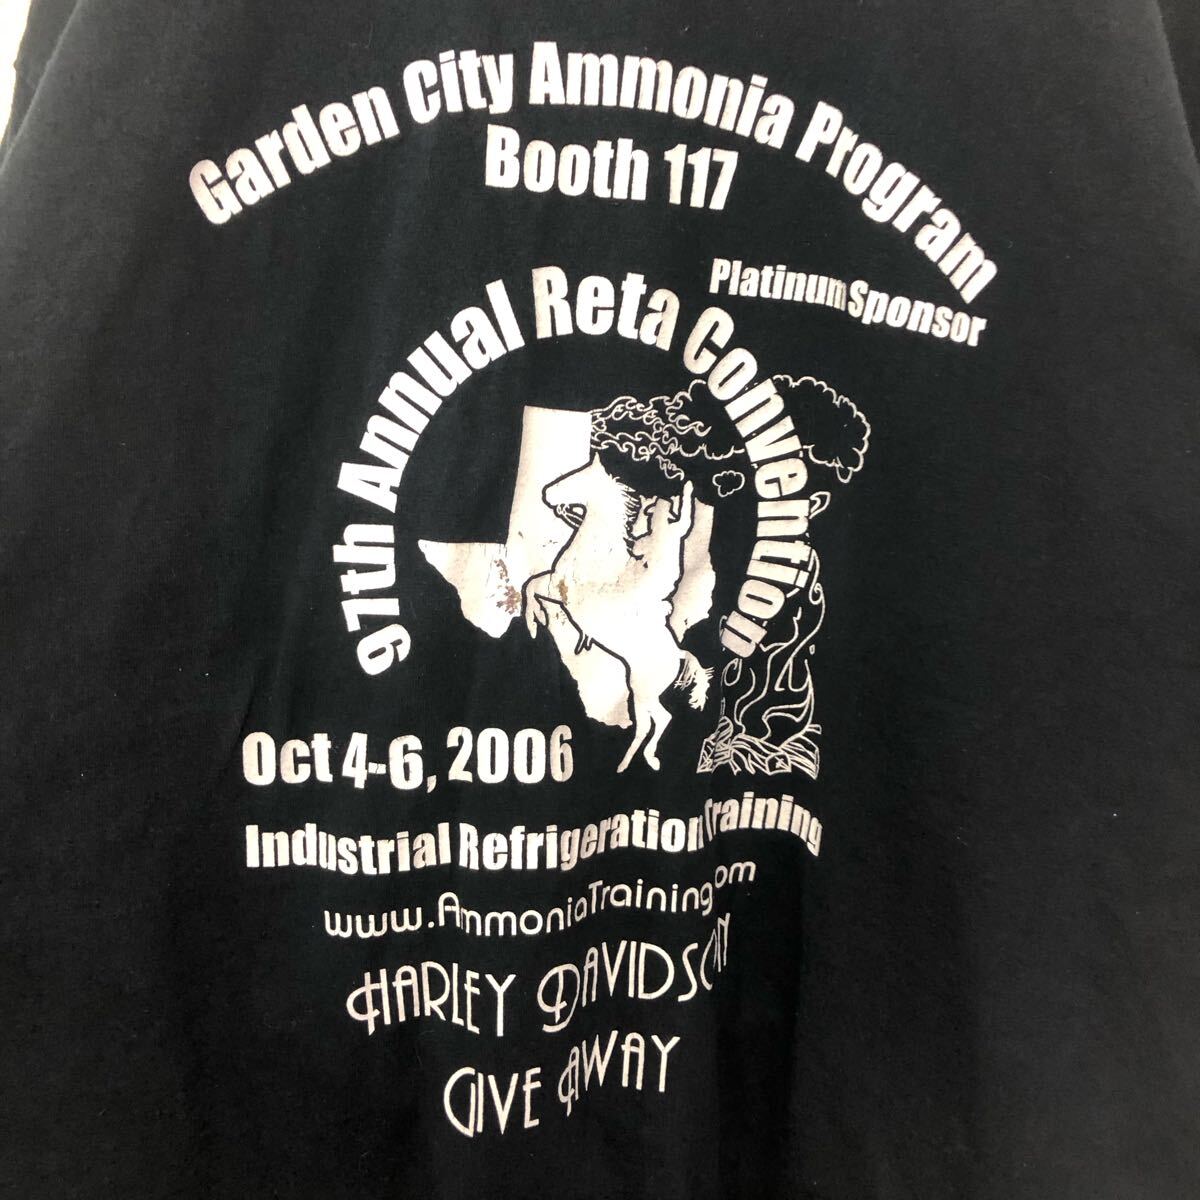 Garden City Ammonia Program
Booth 117
Platinum Sponsor
97th Annual Reta Convention
Oct 4-6, 2006
Industrial Refrigeration Training
www.AmmoniaTraining.com
HARLEY DAVIDSON
GIVE AWAY